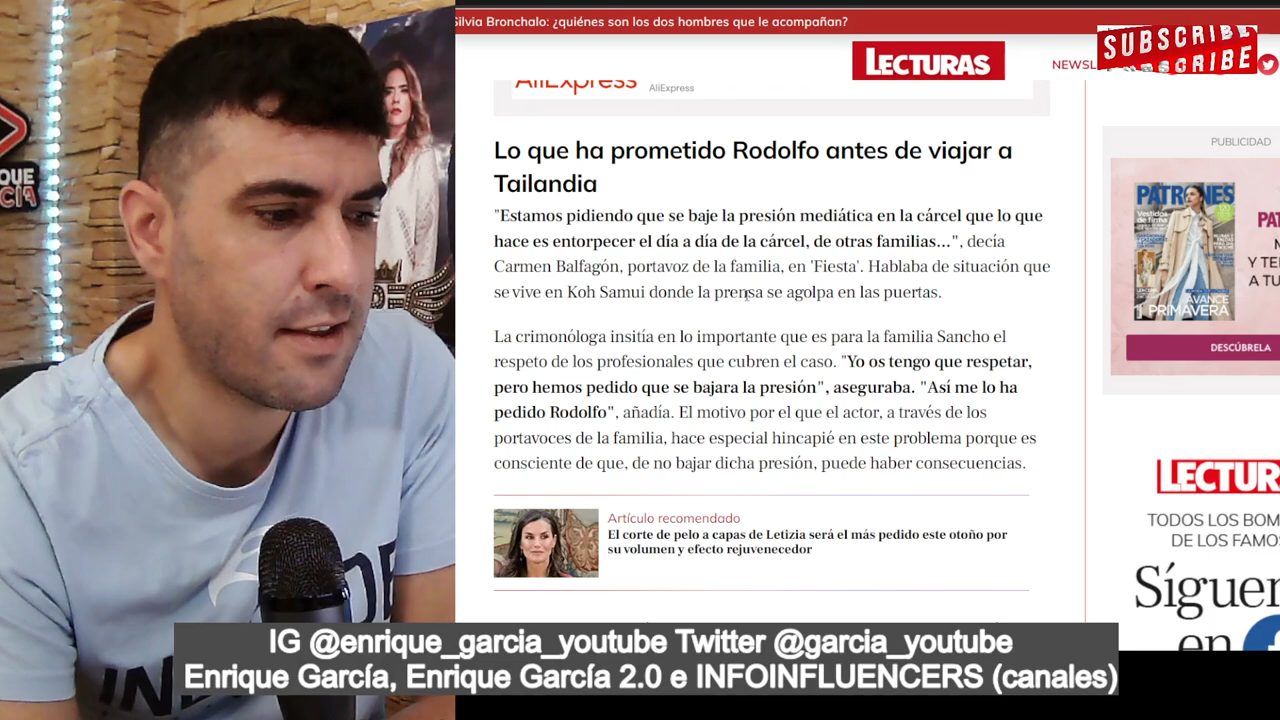 Silvia Bronchalo: ¿quiénes son los dos hombres que le acompañan?
SUBSCRIBE
SUBSCRIBE
LECTURAS
NEWSL
AliExpress
AliExpress
Lo que ha prometido Rodolfo antes de viajar a
Tailandia
"Estamos pidiendo que se baje la presión mediática en la cárcel que lo que
hace es entorpecer el día a día de la cárcel, de otras familias...", decía
Carmen Balfagón, portavoz de la familia, en 'Fiesta'. Hablaba de situación que
se vive en Koh Samui donde la prensa se agolpa en las puertas.
La crimonóloga insitía en lo importante que es para la familia Sancho el
respeto de los profesionales que cubren el caso. "Yo os tengo que respetar,
pero hemos pedido que se bajara la presión", aseguraba. "Así me lo ha
pedido Rodolfo", añadía. El motivo por el que el actor, a través de los
portavoces de la familia, hace especial hincapié en este problema porque es
consciente de que, de no bajar dicha presión, puede haber consecuencias.
Artículo recomendado
El corte de pelo a capas de Letizia será el más pedido este otoño por
su volumen y efecto rejuvenecedor
PUBLICIDAD
PATRONES
AVANCE
PRIMAVERA
PA
M
Y TE
A TU
DESCÚBRELA
LECTUR
TODOS LOS BOM
DE LOS FAMO
Síguen
en
QUE
CIA
IG @enrique_garcia_youtube Twitter @garcia_youtube
Enrique García, Enrique García 2.0 e INFOINFLUENCERS (canales)